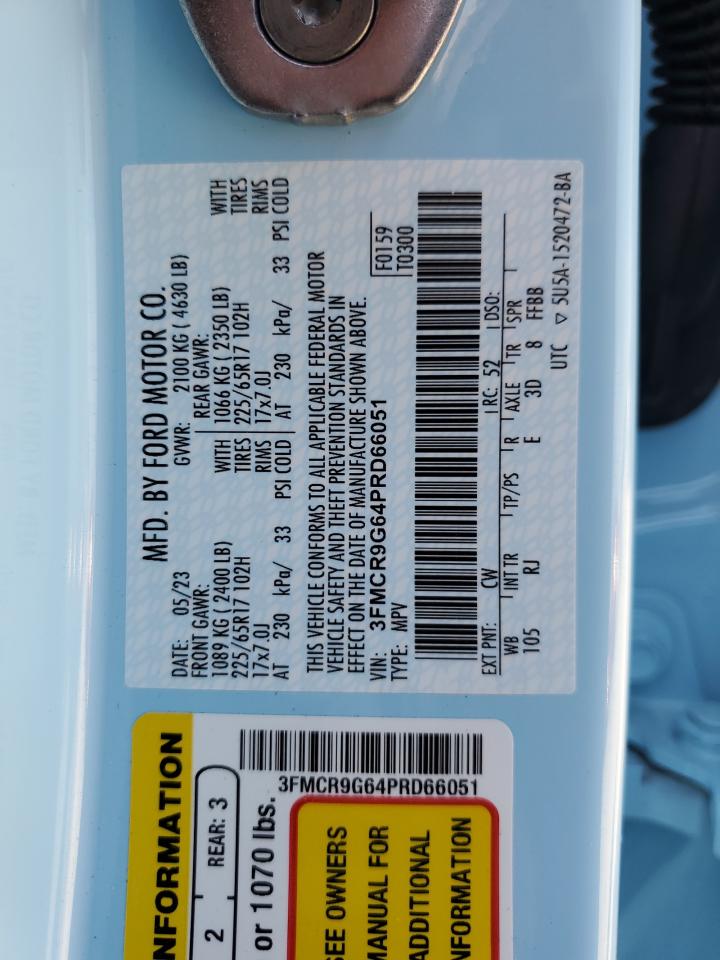 MFD. BY FORD MOTOR CO.
DATE: 05/23 GVWR: 2100 KG ( 4630 LB)
FRONT GAWR: REAR GAWR:
1089 KG ( 2400 LB) WITH 1066 KG ( 2350 LB) WITH
225/65R17 102H TIRES 225/65R17 102H TIRES
17x7.0J RIMS 17x7.0J RIMS
AT 230 kPa/ 33 PSI COLD AT 230 kPa/ 33 PSI COLD
THIS VEHICLE CONFORMS TO ALL APPLICABLE FEDERAL MOTOR
VEHICLE SAFETY AND THEFT PREVENTION STANDARDS IN
EFFECT ON THE DATE OF MANUFACTURE SHOWN ABOVE.
VIN: 3FMCR9G64PRD66051 F0159
TYPE: MPV T0300
EXT PNT: CW RC: 52 DSO:
WB INT TR TP/PS R AXLE TR SPR
105 RJ E 3D 8 FFBB
UTC ▽ 5U5A-1520472-BA
NFORMATION
2 REAR: 3
or 1070 lbs.
3FMCR9G64PRD66051
SEE OWNERS
MANUAL FOR
ADDITIONAL
NFORMATION